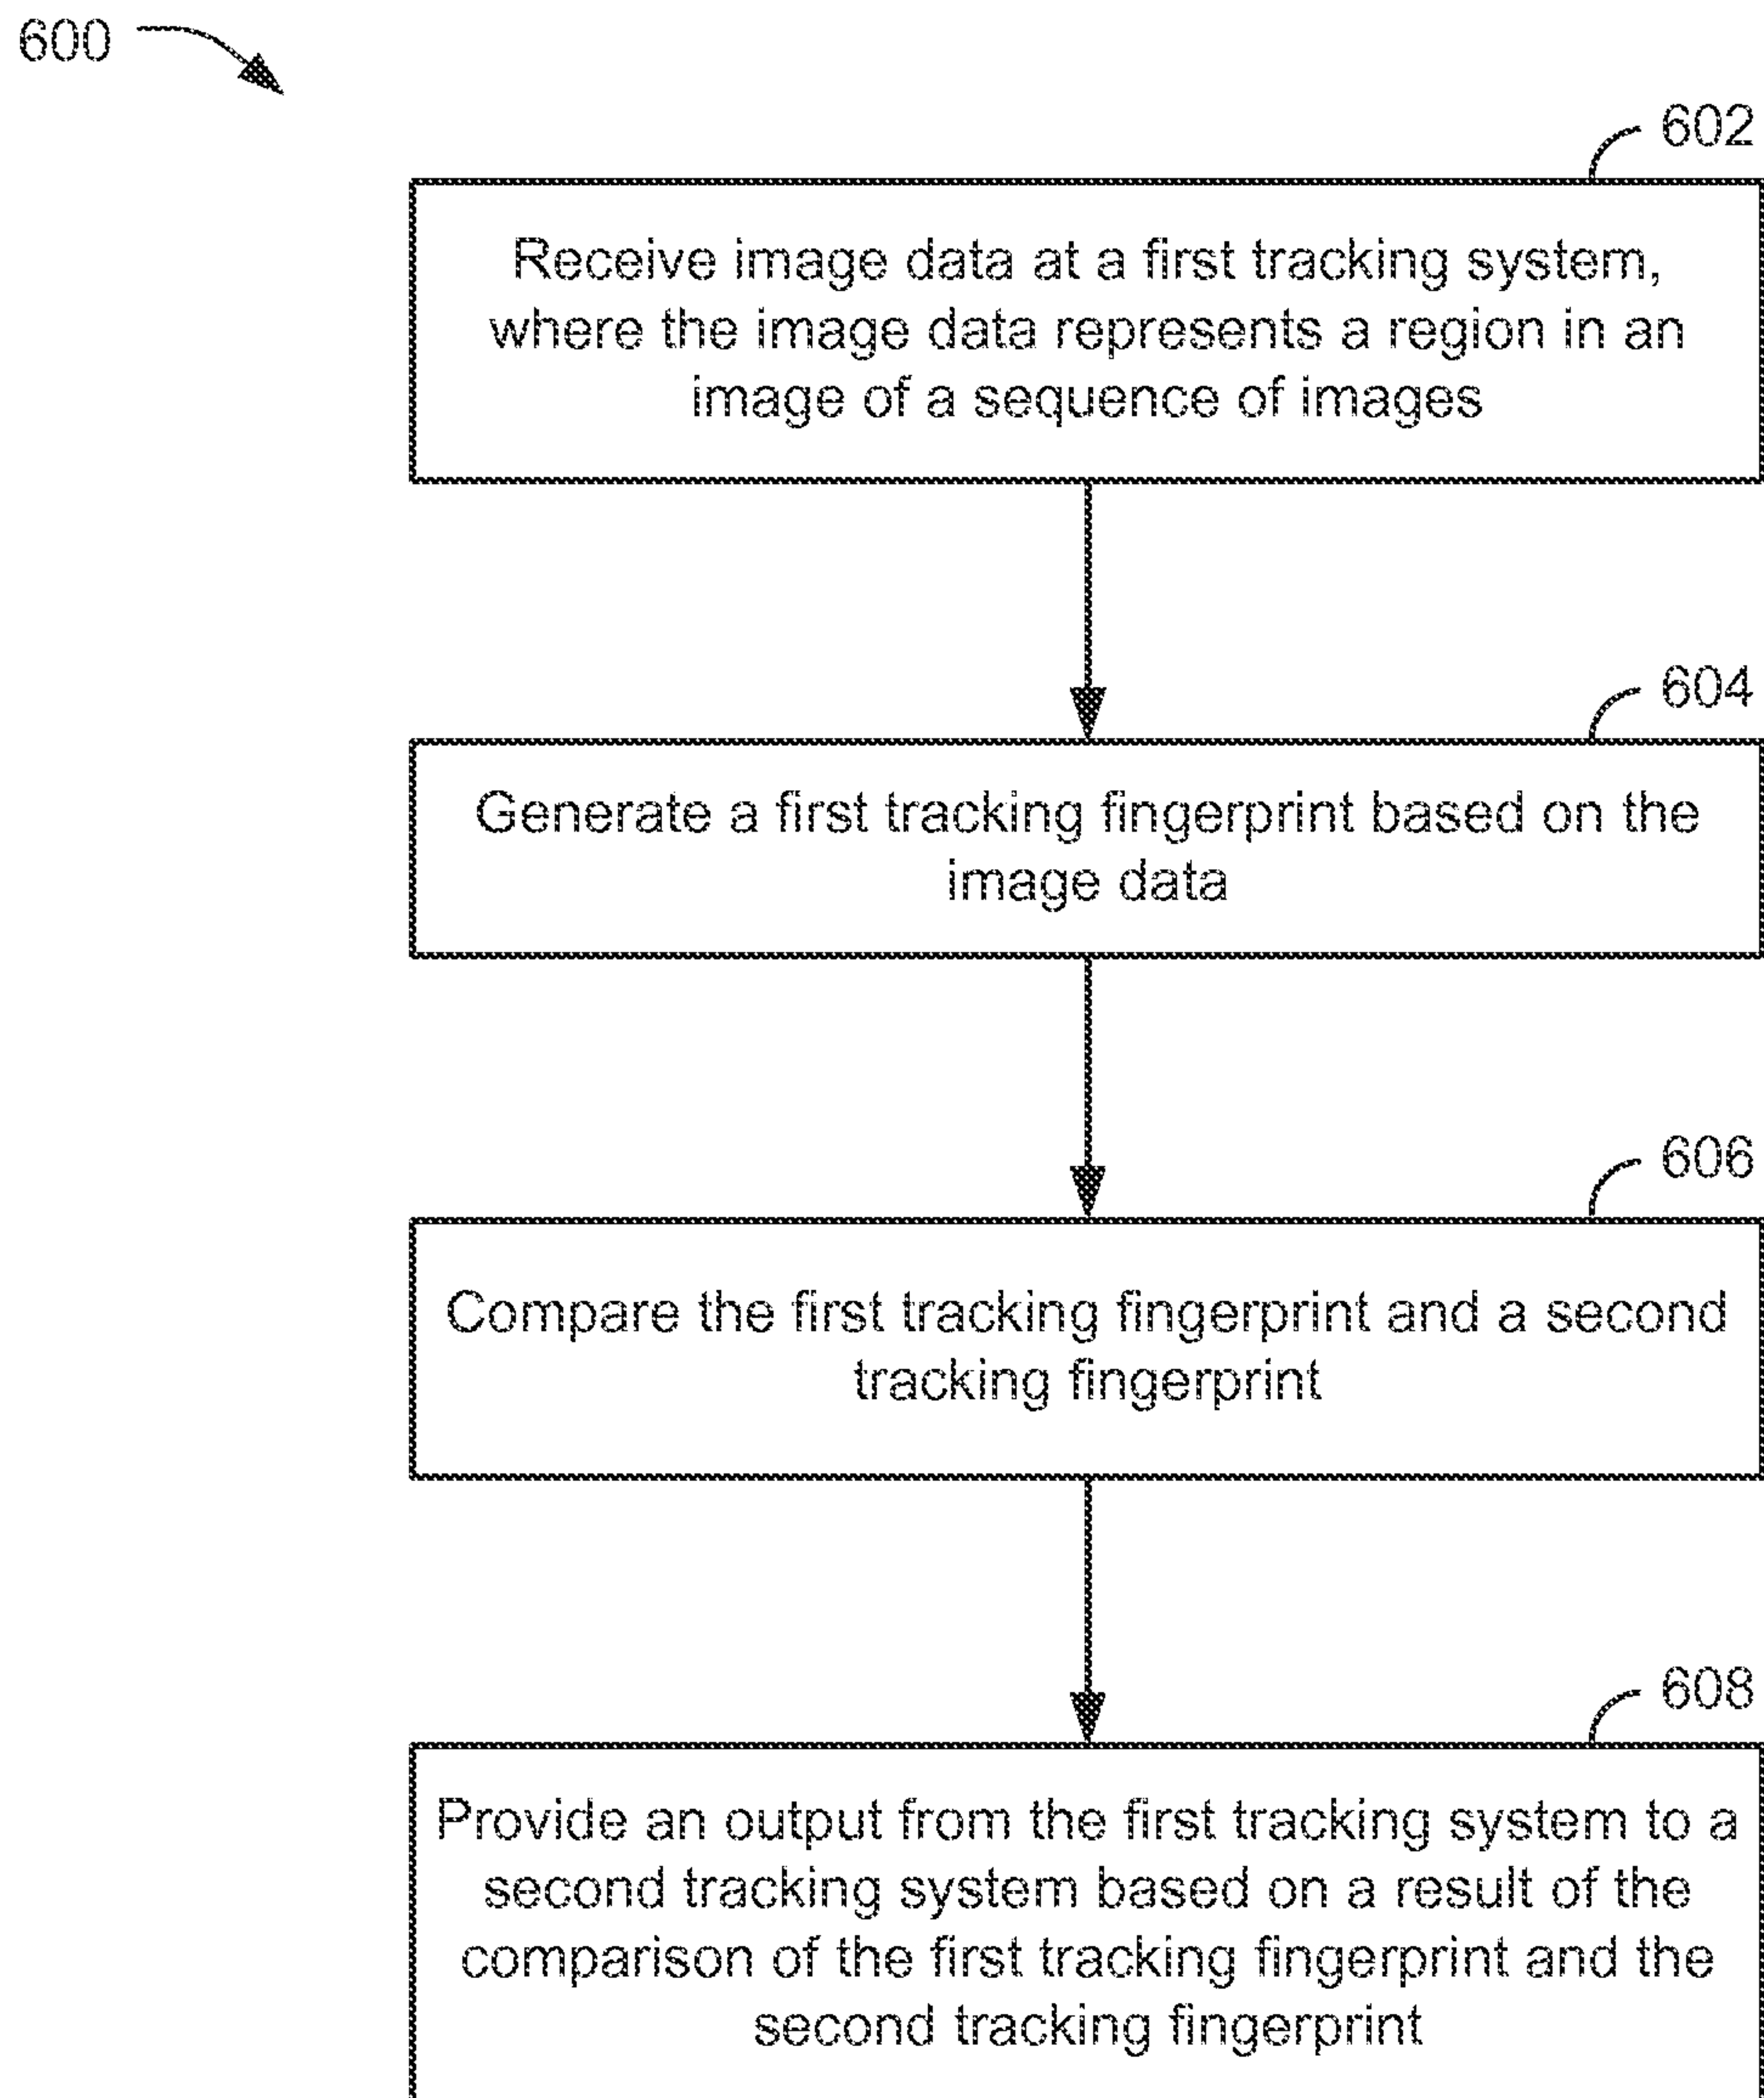 600
602
Receive image data at a first tracking system,
where the image data represents a region in an
image of a sequence of images
604
Generate a first tracking fingerprint based on the
image data
606
Compare the first tracking fingerprint and a second
tracking fingerprint
608
Provide an output from the first tracking system to a
second tracking system based on a result of the
comparison of the first tracking fingerprint and the
second tracking fingerprint